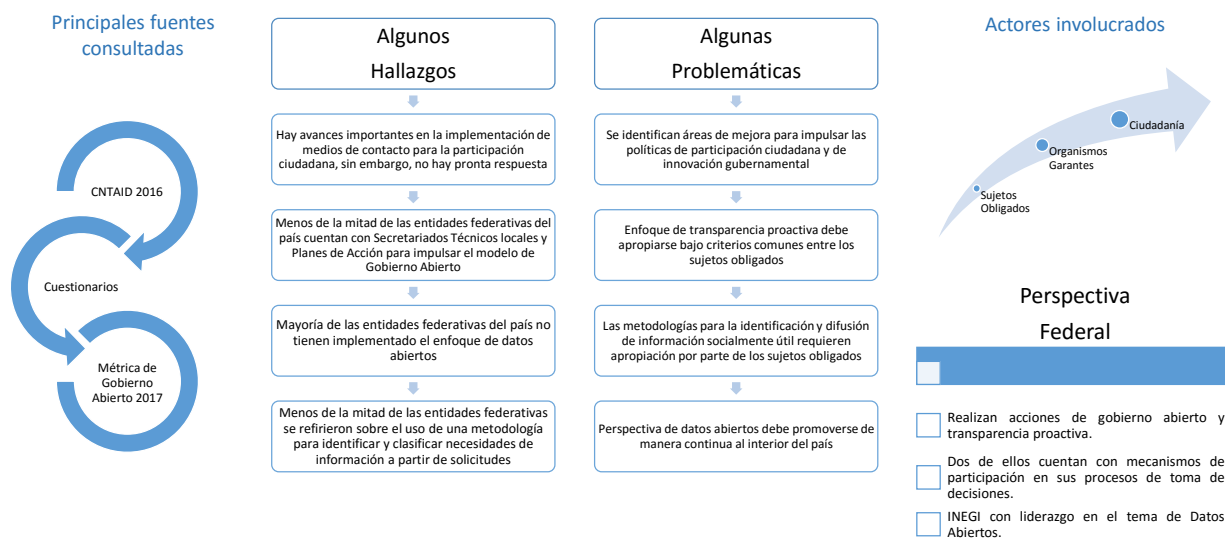 Principales fuentes
consultadas
CNTAID 2016
Cuestionarios
Métrica de
Gobierno
Abierto 2017
Algunos
Hallazgos
Hay avances importantes en la implementación de
medios de contacto para la participación
ciudadana, sin embargo, no hay pronta respuesta
Menos de la mitad de las entidades federativas del
país cuentan con Secretariados Técnicos locales y
Planes de Acción para impulsar el modelo de
Gobierno Abierto
Mayoría de las entidades federativas del país no
tienen implementado el enfoque de datos
abiertos
Menos de la mitad de las entidades federativas
se refirieron sobre el uso de una metodología
para identificar y clasificar necesidades de
información a partir de solicitudes
Algunas
Problemáticas
Se identifican áreas de mejora para impulsar las
políticas de participación ciudadana y de
innovación gubernamental
Enfoque de transparencia proactiva debe
apropiarse bajo criterios comunes entre los
sujetos obligados
Las metodologías para la identificación y difusión
de información socialmente útil requieren
apropiación por parte de los sujetos obligados
Perspectiva de datos abiertos debe promoverse de
manera continua al interior del país
Actores involucrados
Ciudadanía
Organismos
Garantes
Sujetos
Obligados
Perspectiva
Federal
Realizan acciones de gobierno abierto y
transparencia proactiva.
Dos de ellos cuentan con mecanismos de
participación en sus procesos de toma de
decisiones.
INEGI con liderazgo en el tema de Datos
Abiertos.